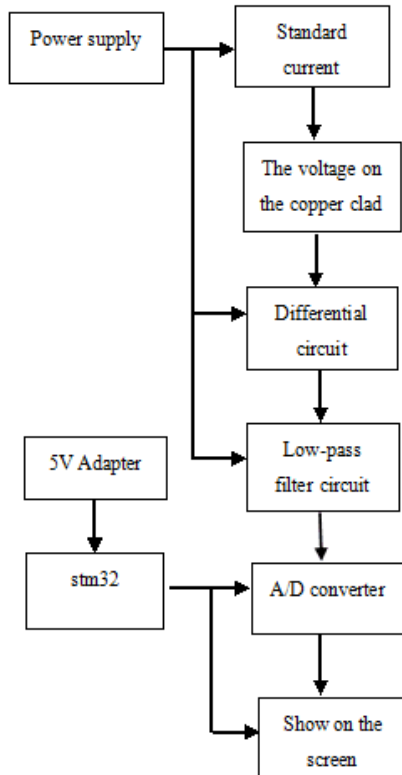 Power supply
Standard
current
The voltage on
the copper clad
Differential
circuit
Low-pass
filter circuit
5V Adapter
stm32
A/D converter
Show on the
screen